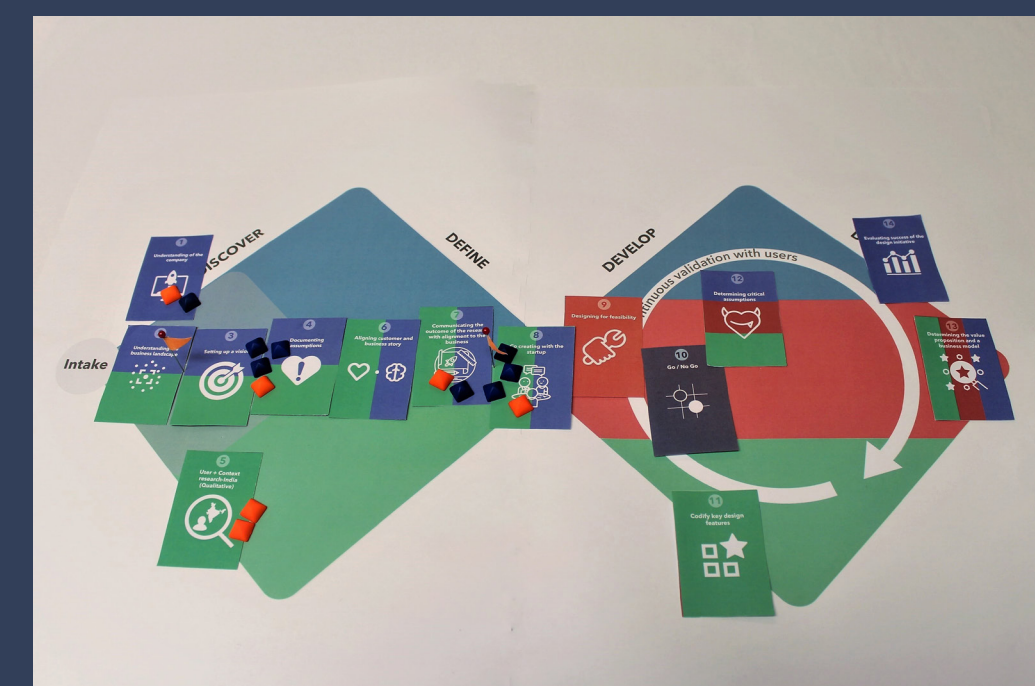 DISCOVER
DEFINE
DEVELOP
Intake
continuous validation with users
1
Understanding of the
company
Understanding
business landscape
3
Setting up a vision
4
Documenting
assumptions
5
User + Context
research-India
(Qualitative)
6
Aligning customer and
business story
7
Communicating the
outcome of the research
with alignment to the
business
8
creating with the
startup
9
Designing for feasibility
10
Go / No Go
11
Codify key design
features
12
Determining critical
assumptions
13
Determining the value
proposition and a
business model
14
Evaluating success of the
design initiative